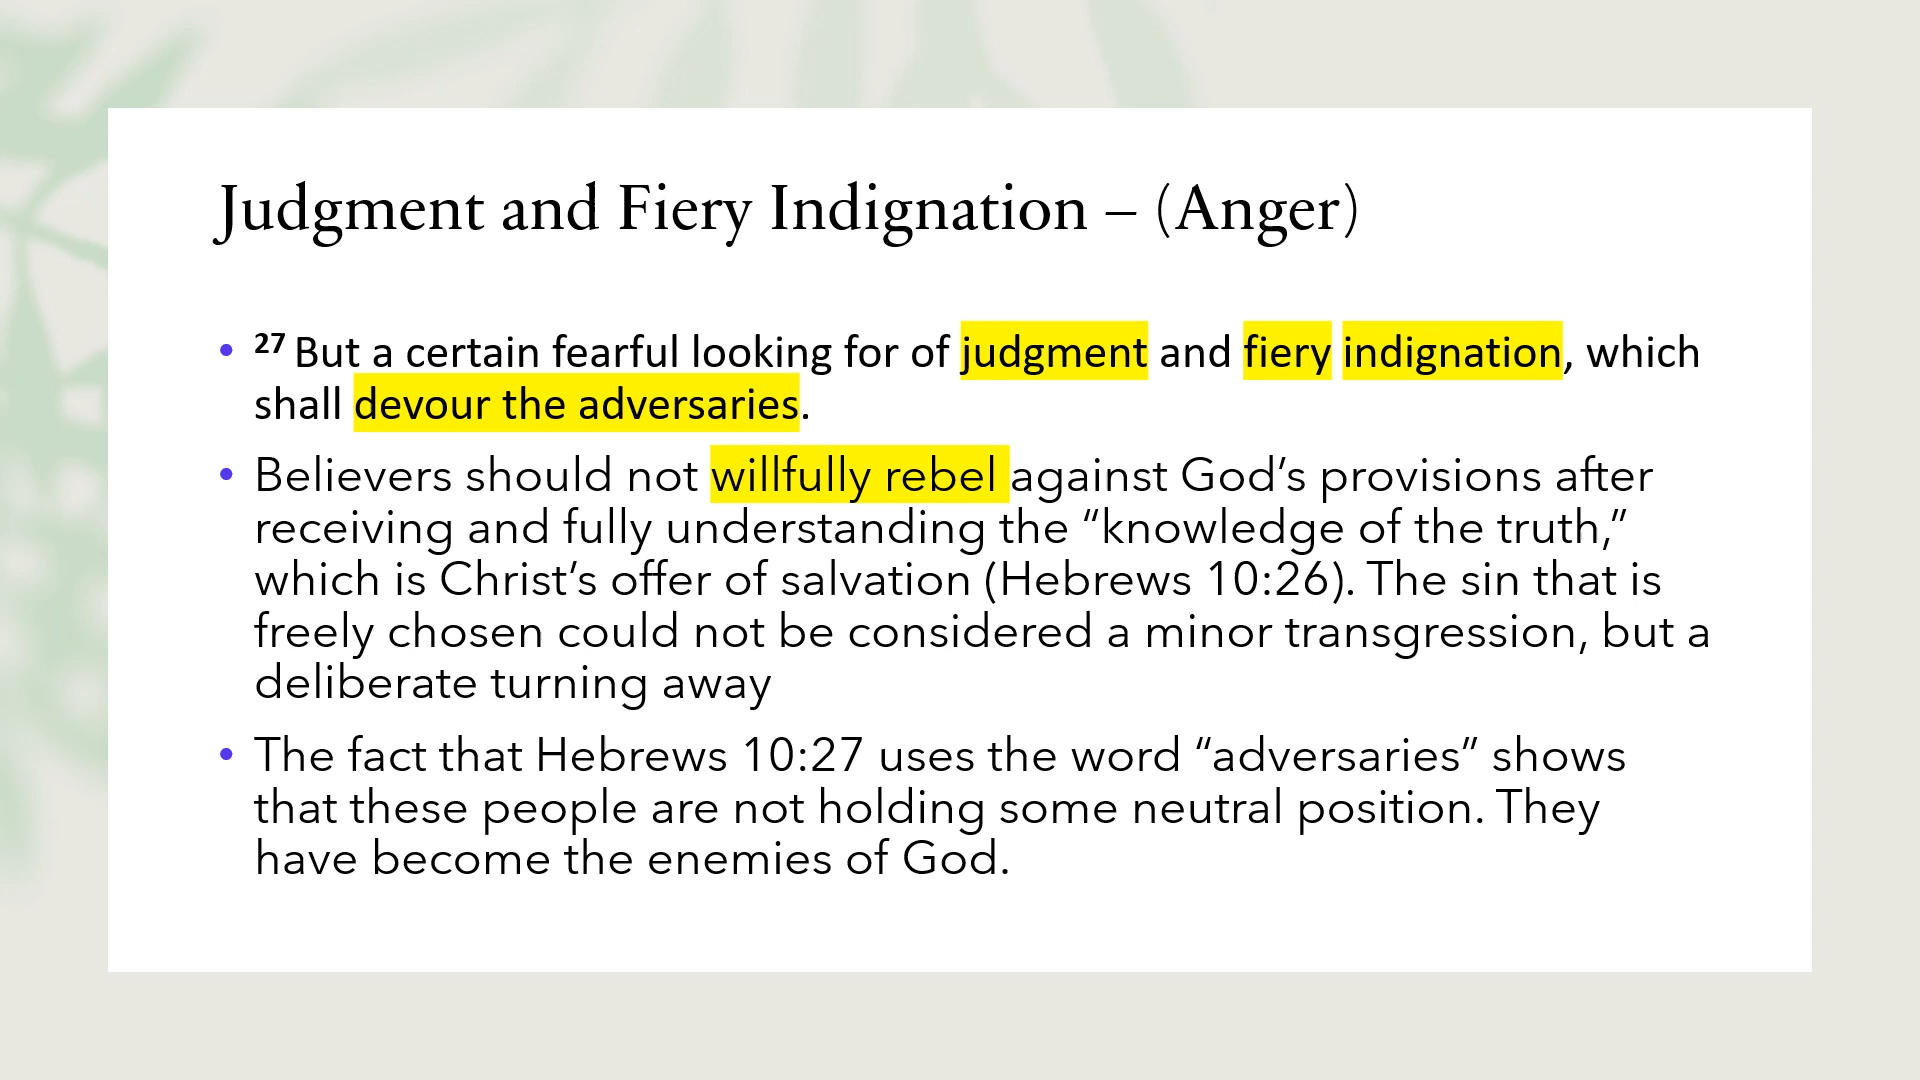 Judgment and Fiery Indignation – (Anger)
• ²⁷ But a certain fearful looking for of judgment and fiery indignation, which
shall devour the adversaries.
• Believers should not willfully rebel against God’s provisions after
receiving and fully understanding the “knowledge of the truth,”
which is Christ’s offer of salvation (Hebrews 10:26). The sin that is
freely chosen could not be considered a minor transgression, but a
deliberate turning away
• The fact that Hebrews 10:27 uses the word “adversaries” shows
that these people are not holding some neutral position. They
have become the enemies of God.